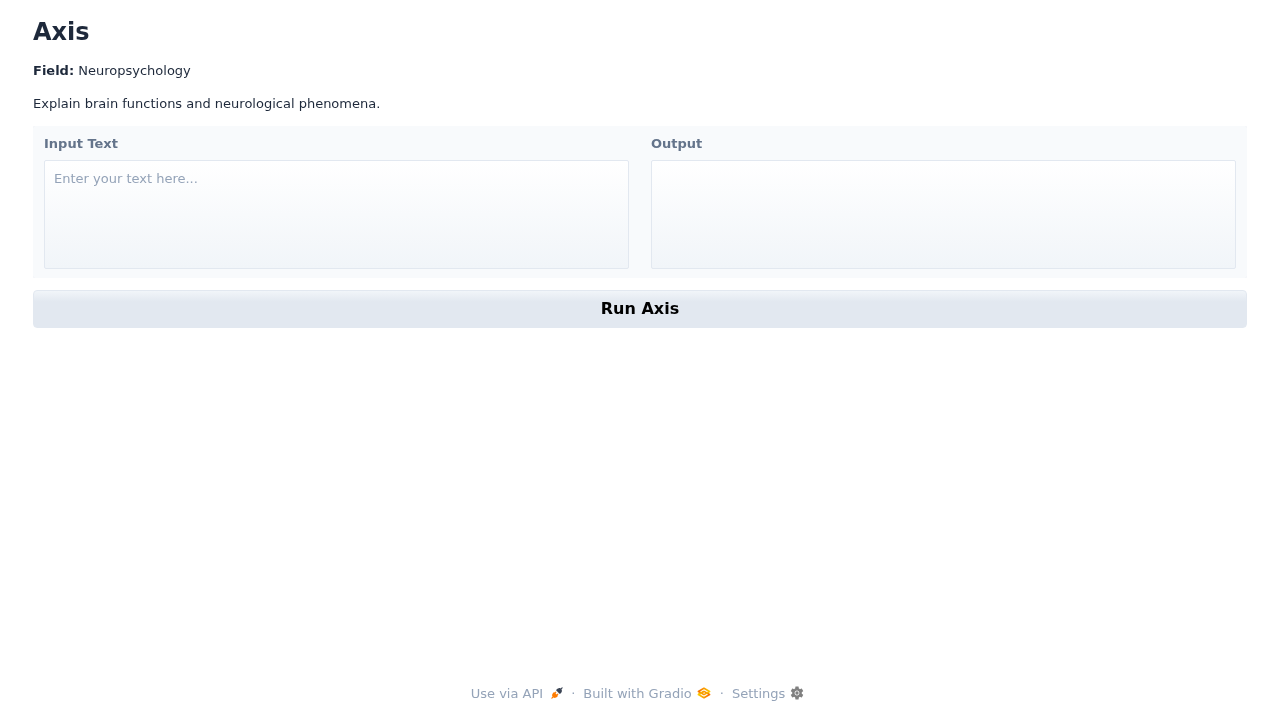 Axis
Field: Neuropsychology
Explain brain functions and neurological phenomena.
Input Text
Output
Enter your text here...
Run Axis
Use via API · Built with Gradio · Settings